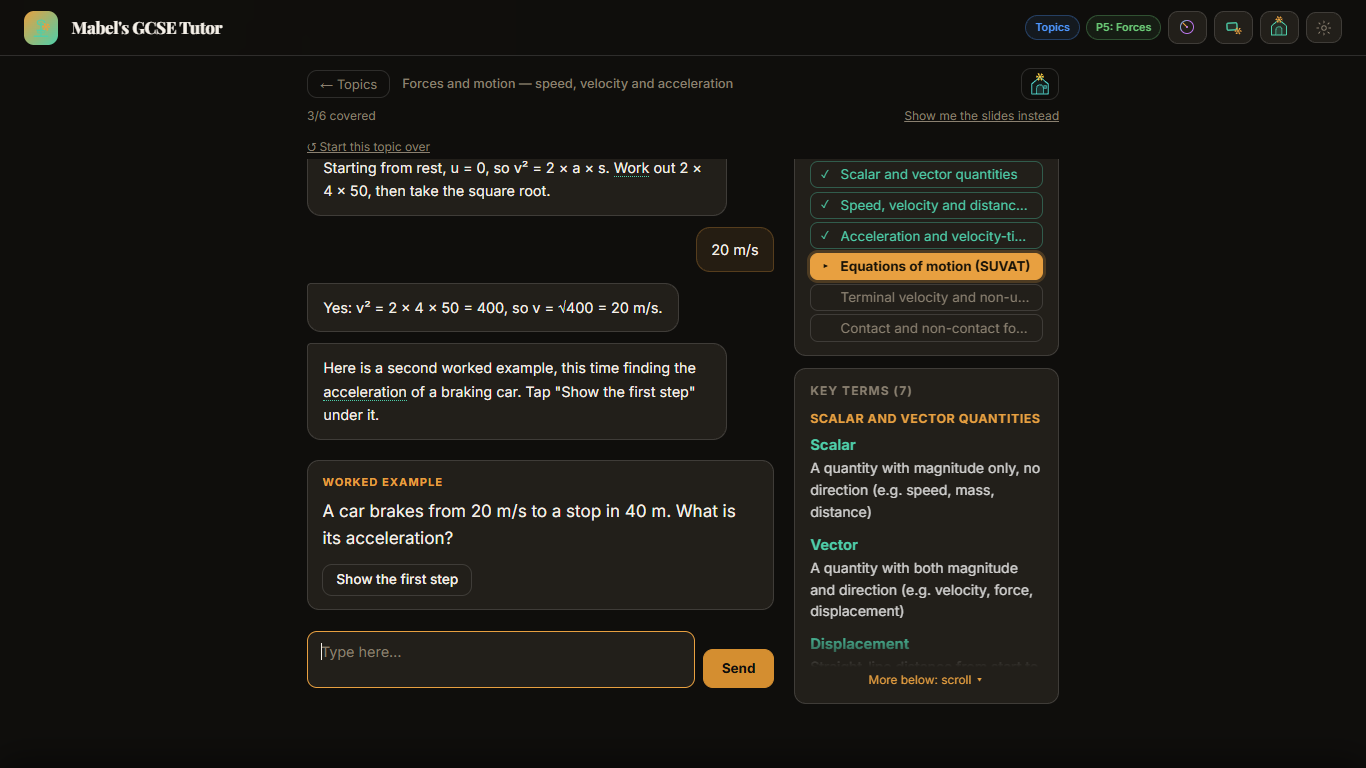 Mabel's GCSE Tutor
Topics
P5: Forces
← Topics
Forces and motion — speed, velocity and acceleration
3/6 covered
Show me the slides instead
↺ Start this topic over
Starting from rest, u = 0, so v² = 2 × a × s. Work out 2 ×
4 × 50, then take the square root.
20 m/s
Yes: v² = 2 × 4 × 50 = 400, so v = √400 = 20 m/s.
Here is a second worked example, this time finding the
acceleration of a braking car. Tap "Show the first step"
under it.
WORKED EXAMPLE
A car brakes from 20 m/s to a stop in 40 m. What is
its acceleration?
Show the first step
Type here...
Send
✓ Scalar and vector quantities
✓ Speed, velocity and distanc...
✓ Acceleration and velocity-ti...
▸ Equations of motion (SUVAT)
Terminal velocity and non-u...
Contact and non-contact fo...
KEY TERMS (7)
SCALAR AND VECTOR QUANTITIES
Scalar
A quantity with magnitude only, no
direction (e.g. speed, mass,
distance)
Vector
A quantity with both magnitude
and direction (e.g. velocity, force,
displacement)
Displacement
Straight-line distance from start to
More below: scroll ▾